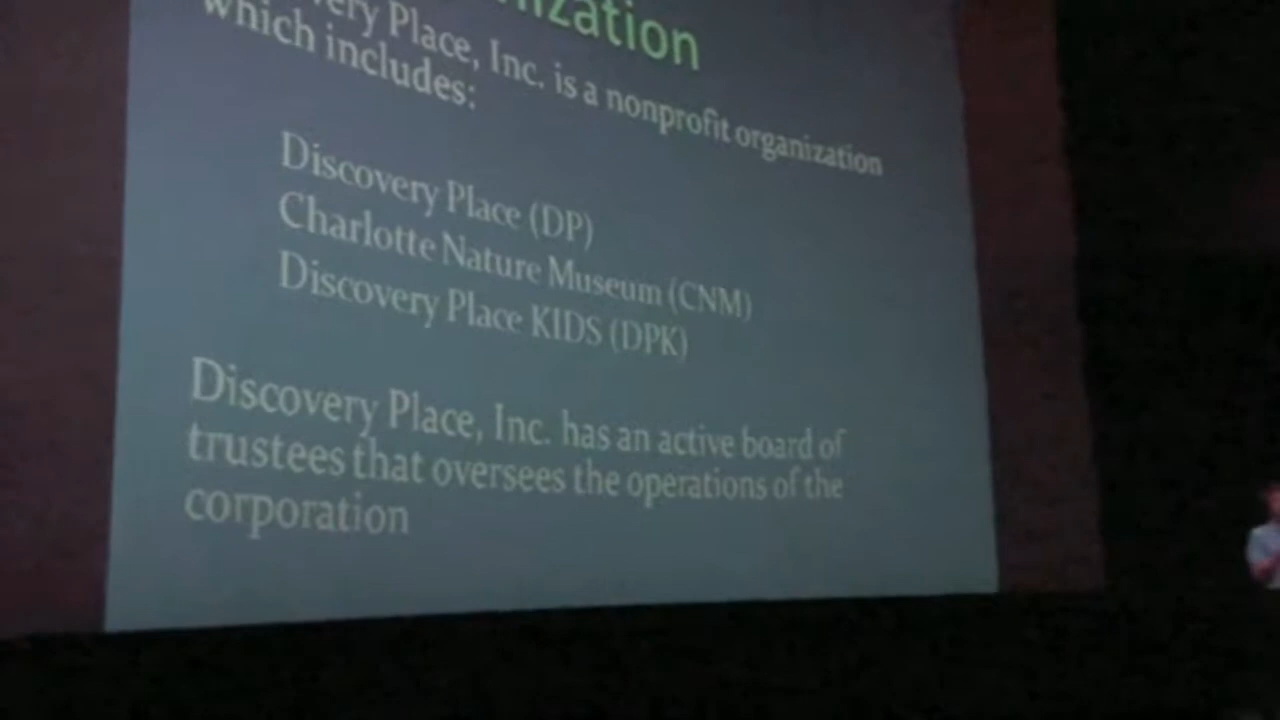 Place, Inc. is a nonprofit organization
which includes:
Discovery Place (DP)
Charlotte Nature Museum (CNM)
Discovery Place KIDS (DPK)
Discovery Place, Inc. has an active board of
trustees that oversees the operations of the
corporation